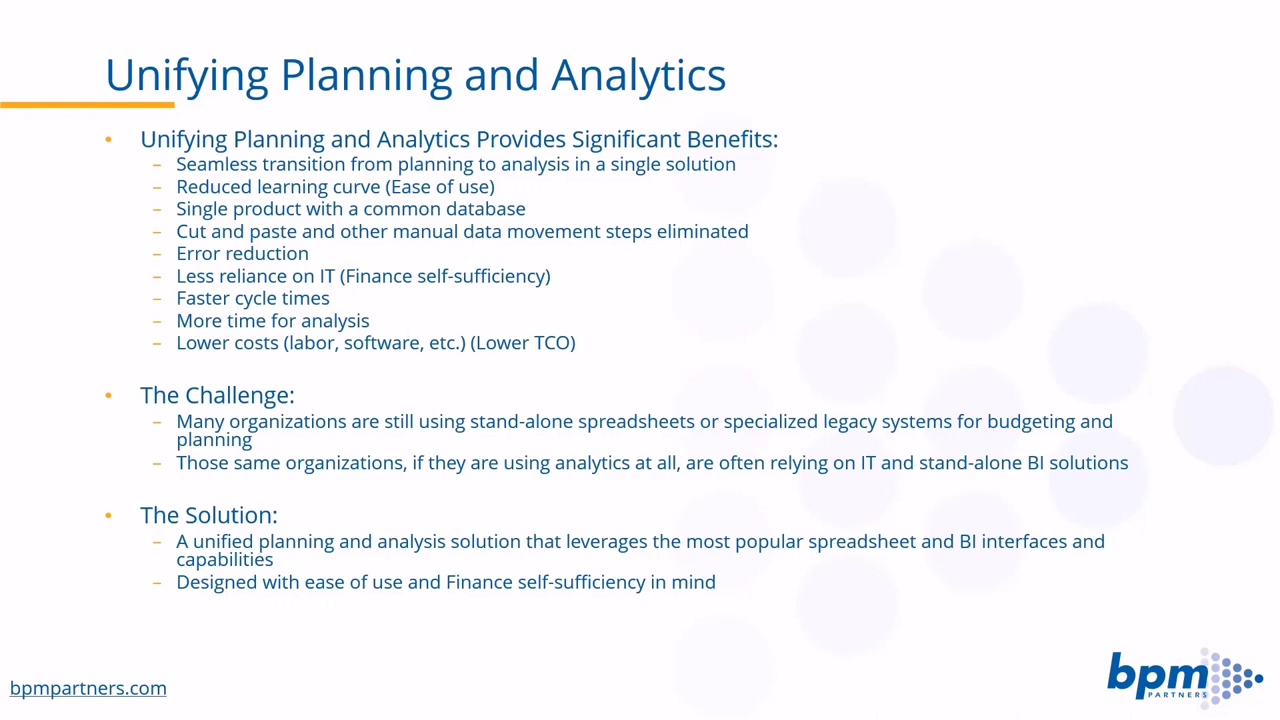 Unifying Planning and Analytics
• Unifying Planning and Analytics Provides Significant Benefits:
– Seamless transition from planning to analysis in a single solution
– Reduced learning curve (Ease of use)
– Single product with a common database
– Cut and paste and other manual data movement steps eliminated
– Error reduction
– Less reliance on IT (Finance self-sufficiency)
– Faster cycle times
– More time for analysis
– Lower costs (labor, software, etc.) (Lower TCO)
• The Challenge:
– Many organizations are still using stand-alone spreadsheets or specialized legacy systems for budgeting and
planning
– Those same organizations, if they are using analytics at all, are often relying on IT and stand-alone BI solutions
• The Solution:
– A unified planning and analysis solution that leverages the most popular spreadsheet and BI interfaces and
capabilities
– Designed with ease of use and Finance self-sufficiency in mind
bpmpartners.com
bpm
PARTNERS